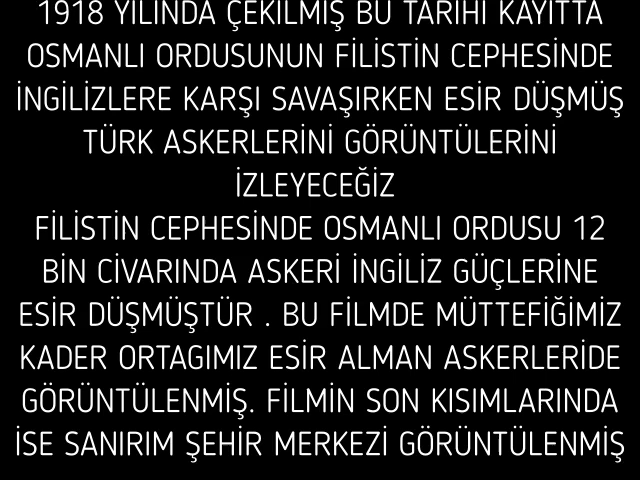 1918 YILINDA ÇEKİLMİŞ BU TARİHİ KAYITTA
OSMANLI ORDUSUNUN FİLİSTİN CEPHESİNDE
İNGİLİZLERE KARŞI SAVAŞIRKEN ESİR DÜŞMÜŞ
TÜRK ASKERLERİNİ GÖRÜNTÜLERİNİ
İZLEYECEĞİZ
FİLİSTİN CEPHESİNDE OSMANLI ORDUSU 12
BİN CİVARINDA ASKERİ İNGİLİZ GÜÇLERİNE
ESİR DÜŞMÜŞTÜR . BU FİLMDE MÜTTEFİĞİMİZ
KADER ORTAGIMIZ ESİR ALMAN ASKERLERİDE
GÖRÜNTÜLENMİŞ. FİLMİN SON KISIMLARINDA
İSE SANIRIM ŞEHİR MERKEZİ GÖRÜNTÜLENMİŞ